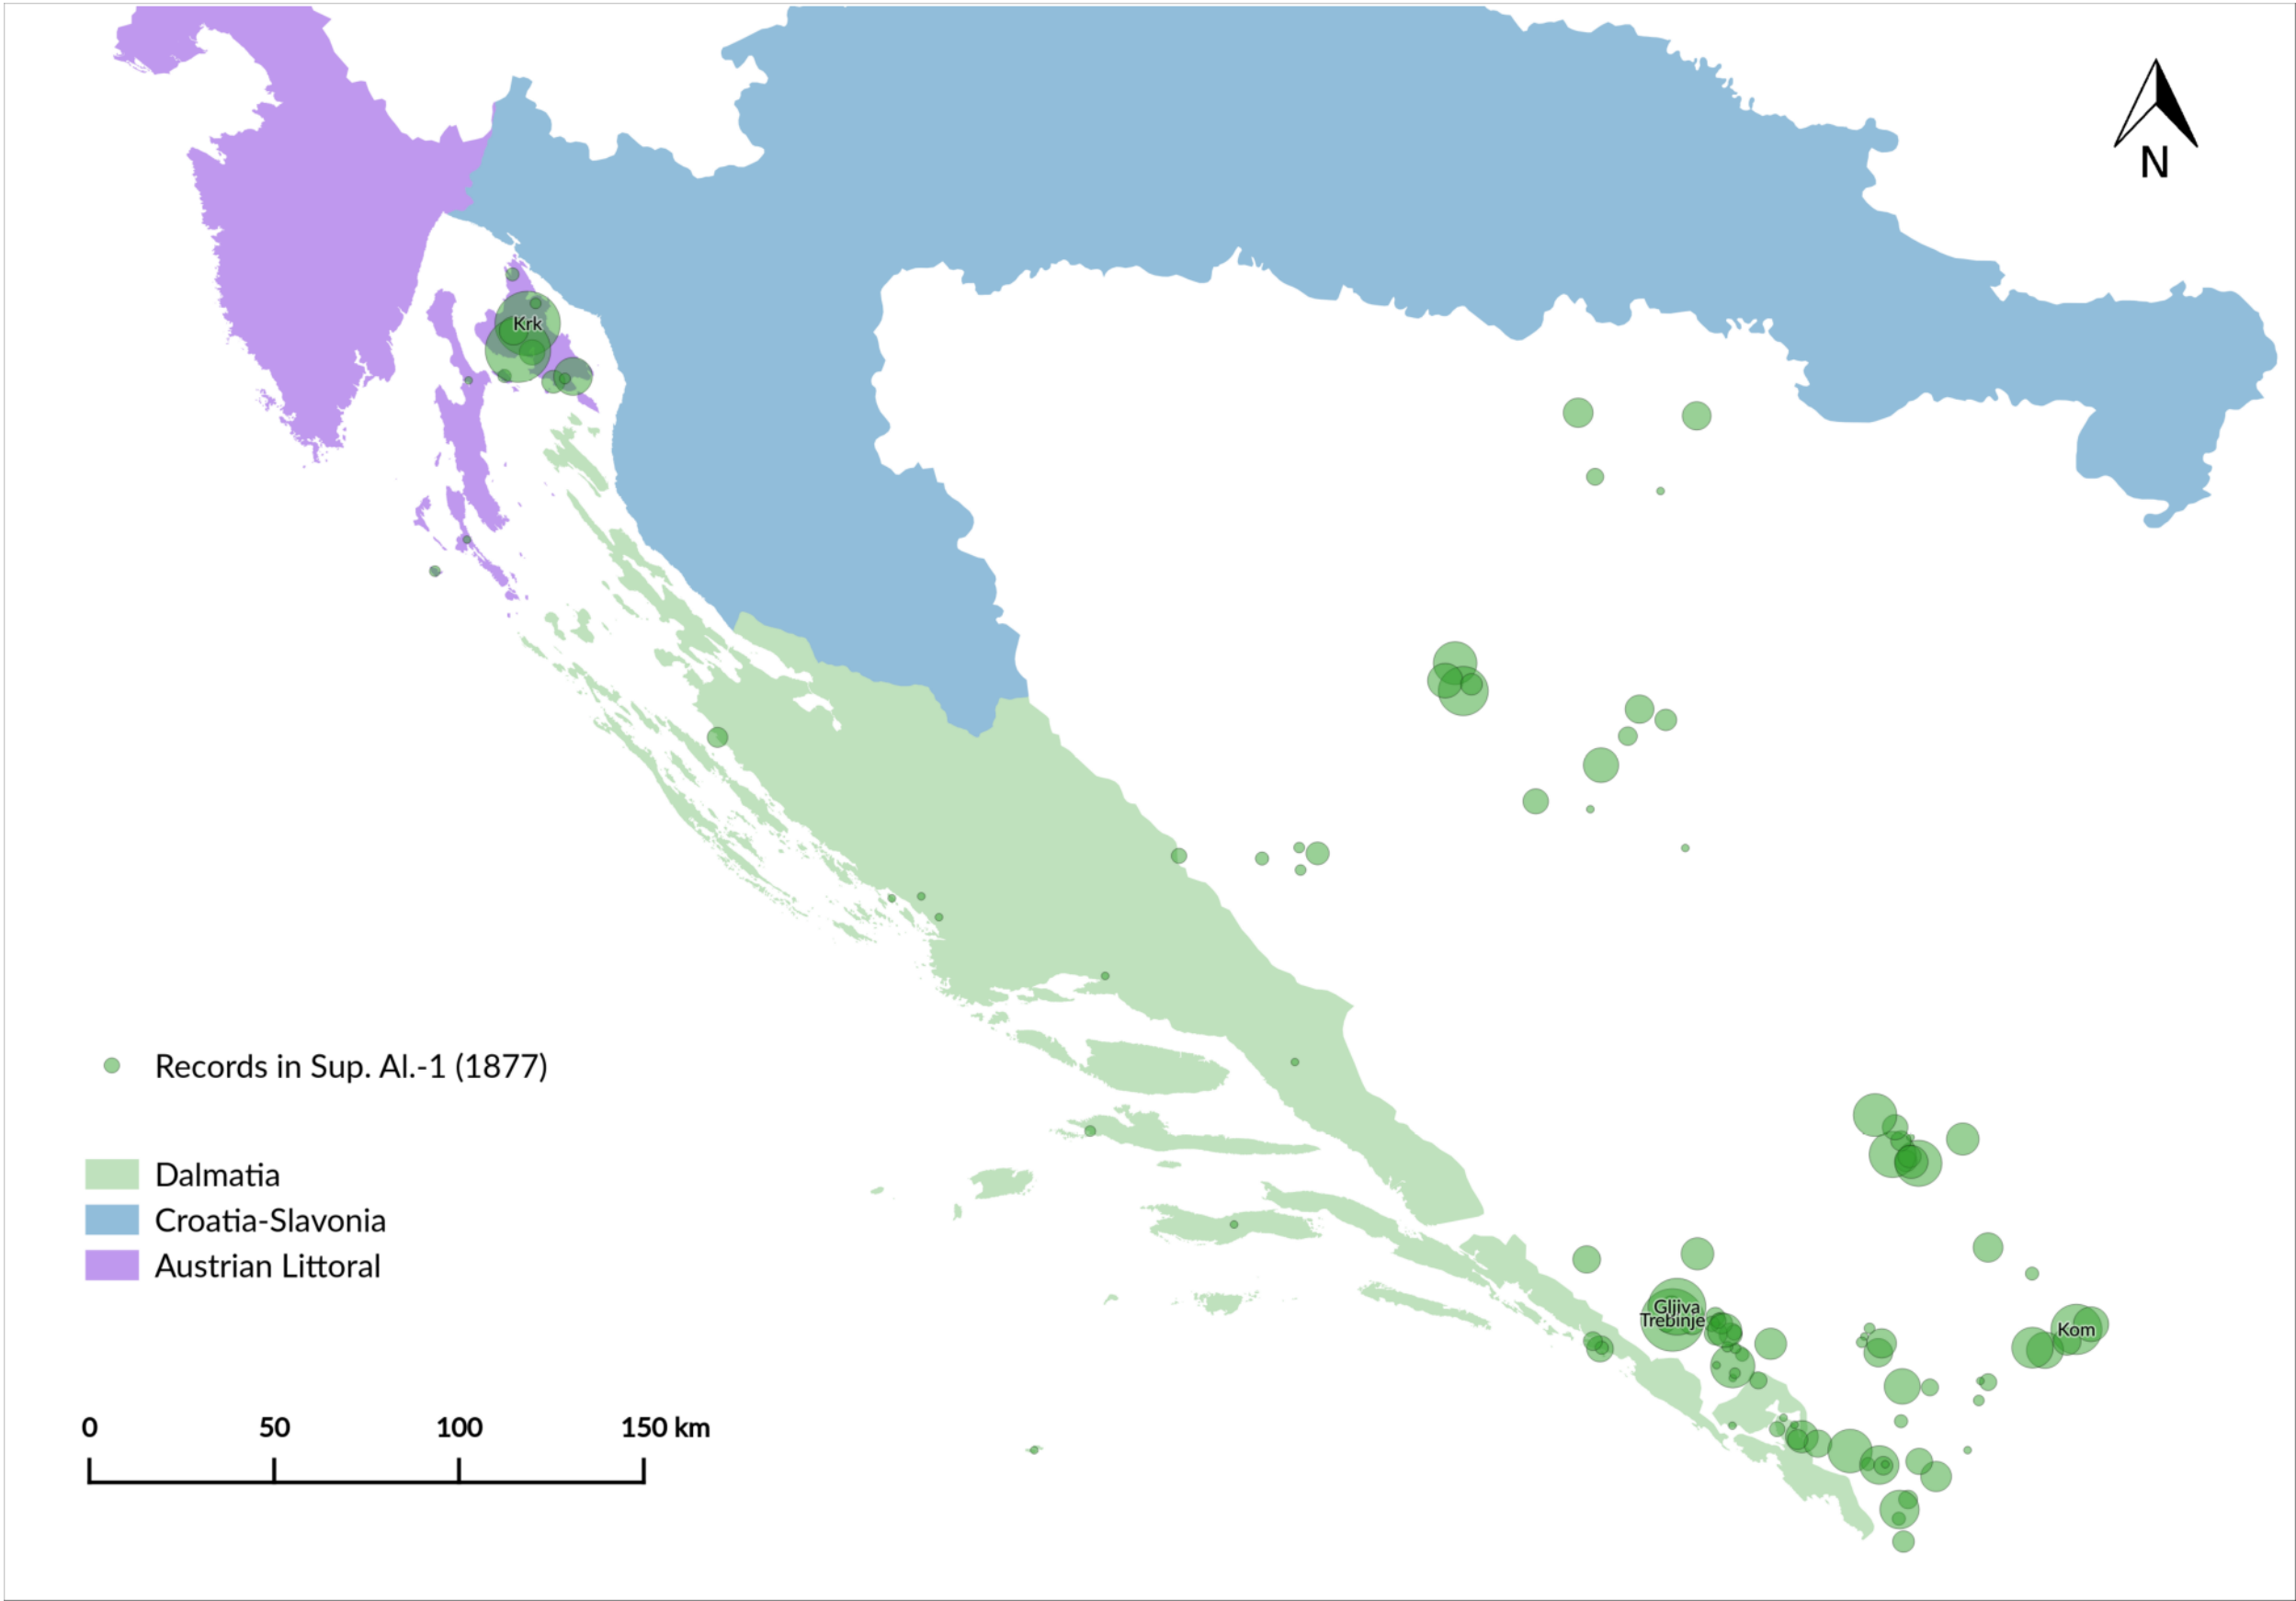 N
Krk
Records in Sup. Al.-1 (1877)
Dalmatia
Croatia-Slavonia
Austrian Littoral
Gljiva
Trebinje
Kom
0 50 100 150 km